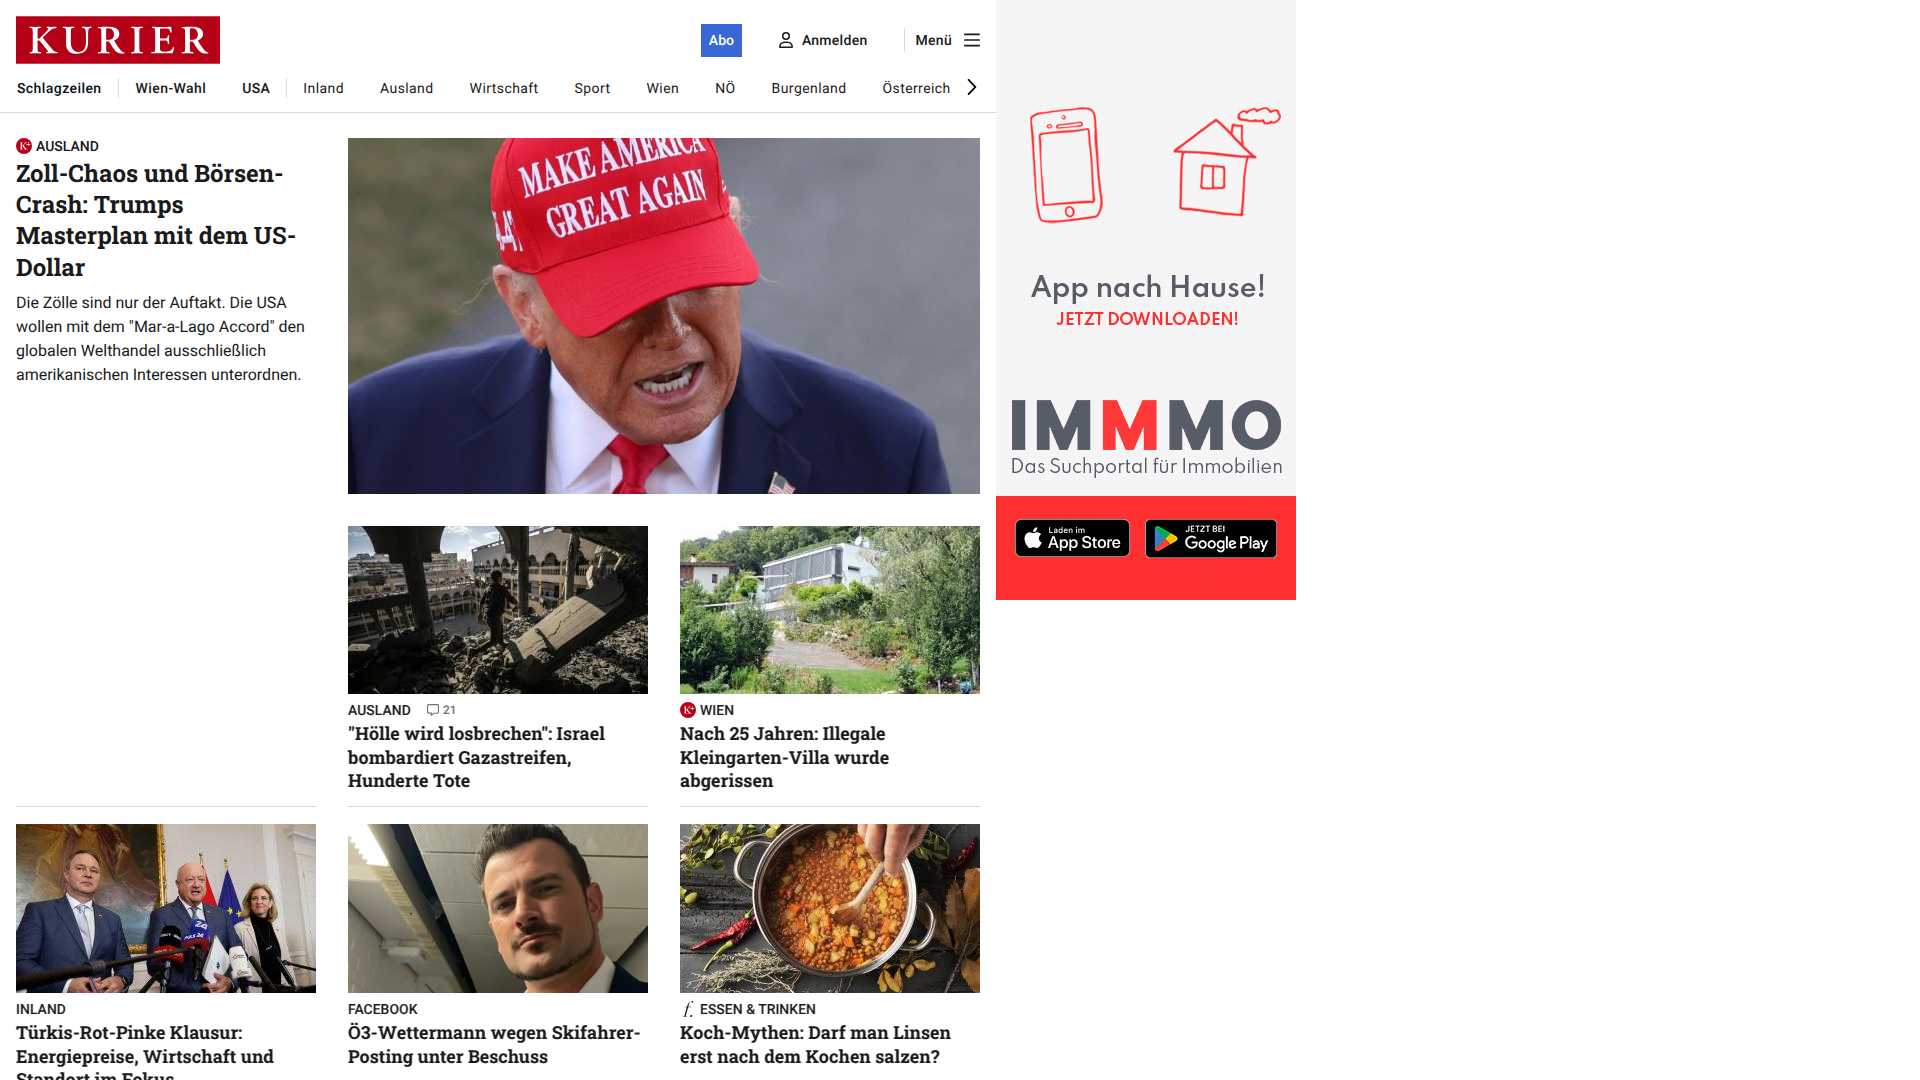 KURIER
Abo
Anmelden
Menü
Schlagzeilen
Wien-Wahl
USA
Inland
Ausland
Wirtschaft
Sport
Wien
NÖ
Burgenland
Österreich
K+ AUSLAND
Zoll-Chaos und Börsen-
Crash: Trumps
Masterplan mit dem US-
Dollar
Die Zölle sind nur der Auftakt. Die USA
wollen mit dem "Mar-a-Lago Accord" den
globalen Welthandel ausschließlich
amerikanischen Interessen unterordnen.
MAKE AMERICA
GREAT AGAIN
AUSLAND 21
"Hölle wird losbrechen": Israel
bombardiert Gazastreifen,
Hunderte Tote
K+ WIEN
Nach 25 Jahren: Illegale
Kleingarten-Villa wurde
abgerissen
INLAND
Türkis-Rot-Pinke Klausur:
Energiepreise, Wirtschaft und
Standort im Fokus
FACEBOOK
Ö3-Wettermann wegen Skifahrer-
Posting unter Beschuss
f. ESSEN & TRINKEN
Koch-Mythen: Darf man Linsen
erst nach dem Kochen salzen?
App nach Hause!
JETZT DOWNLOADEN!
IMMMO
Das Suchportal für Immobilien
Laden im
App Store
JETZT BEI
Google Play